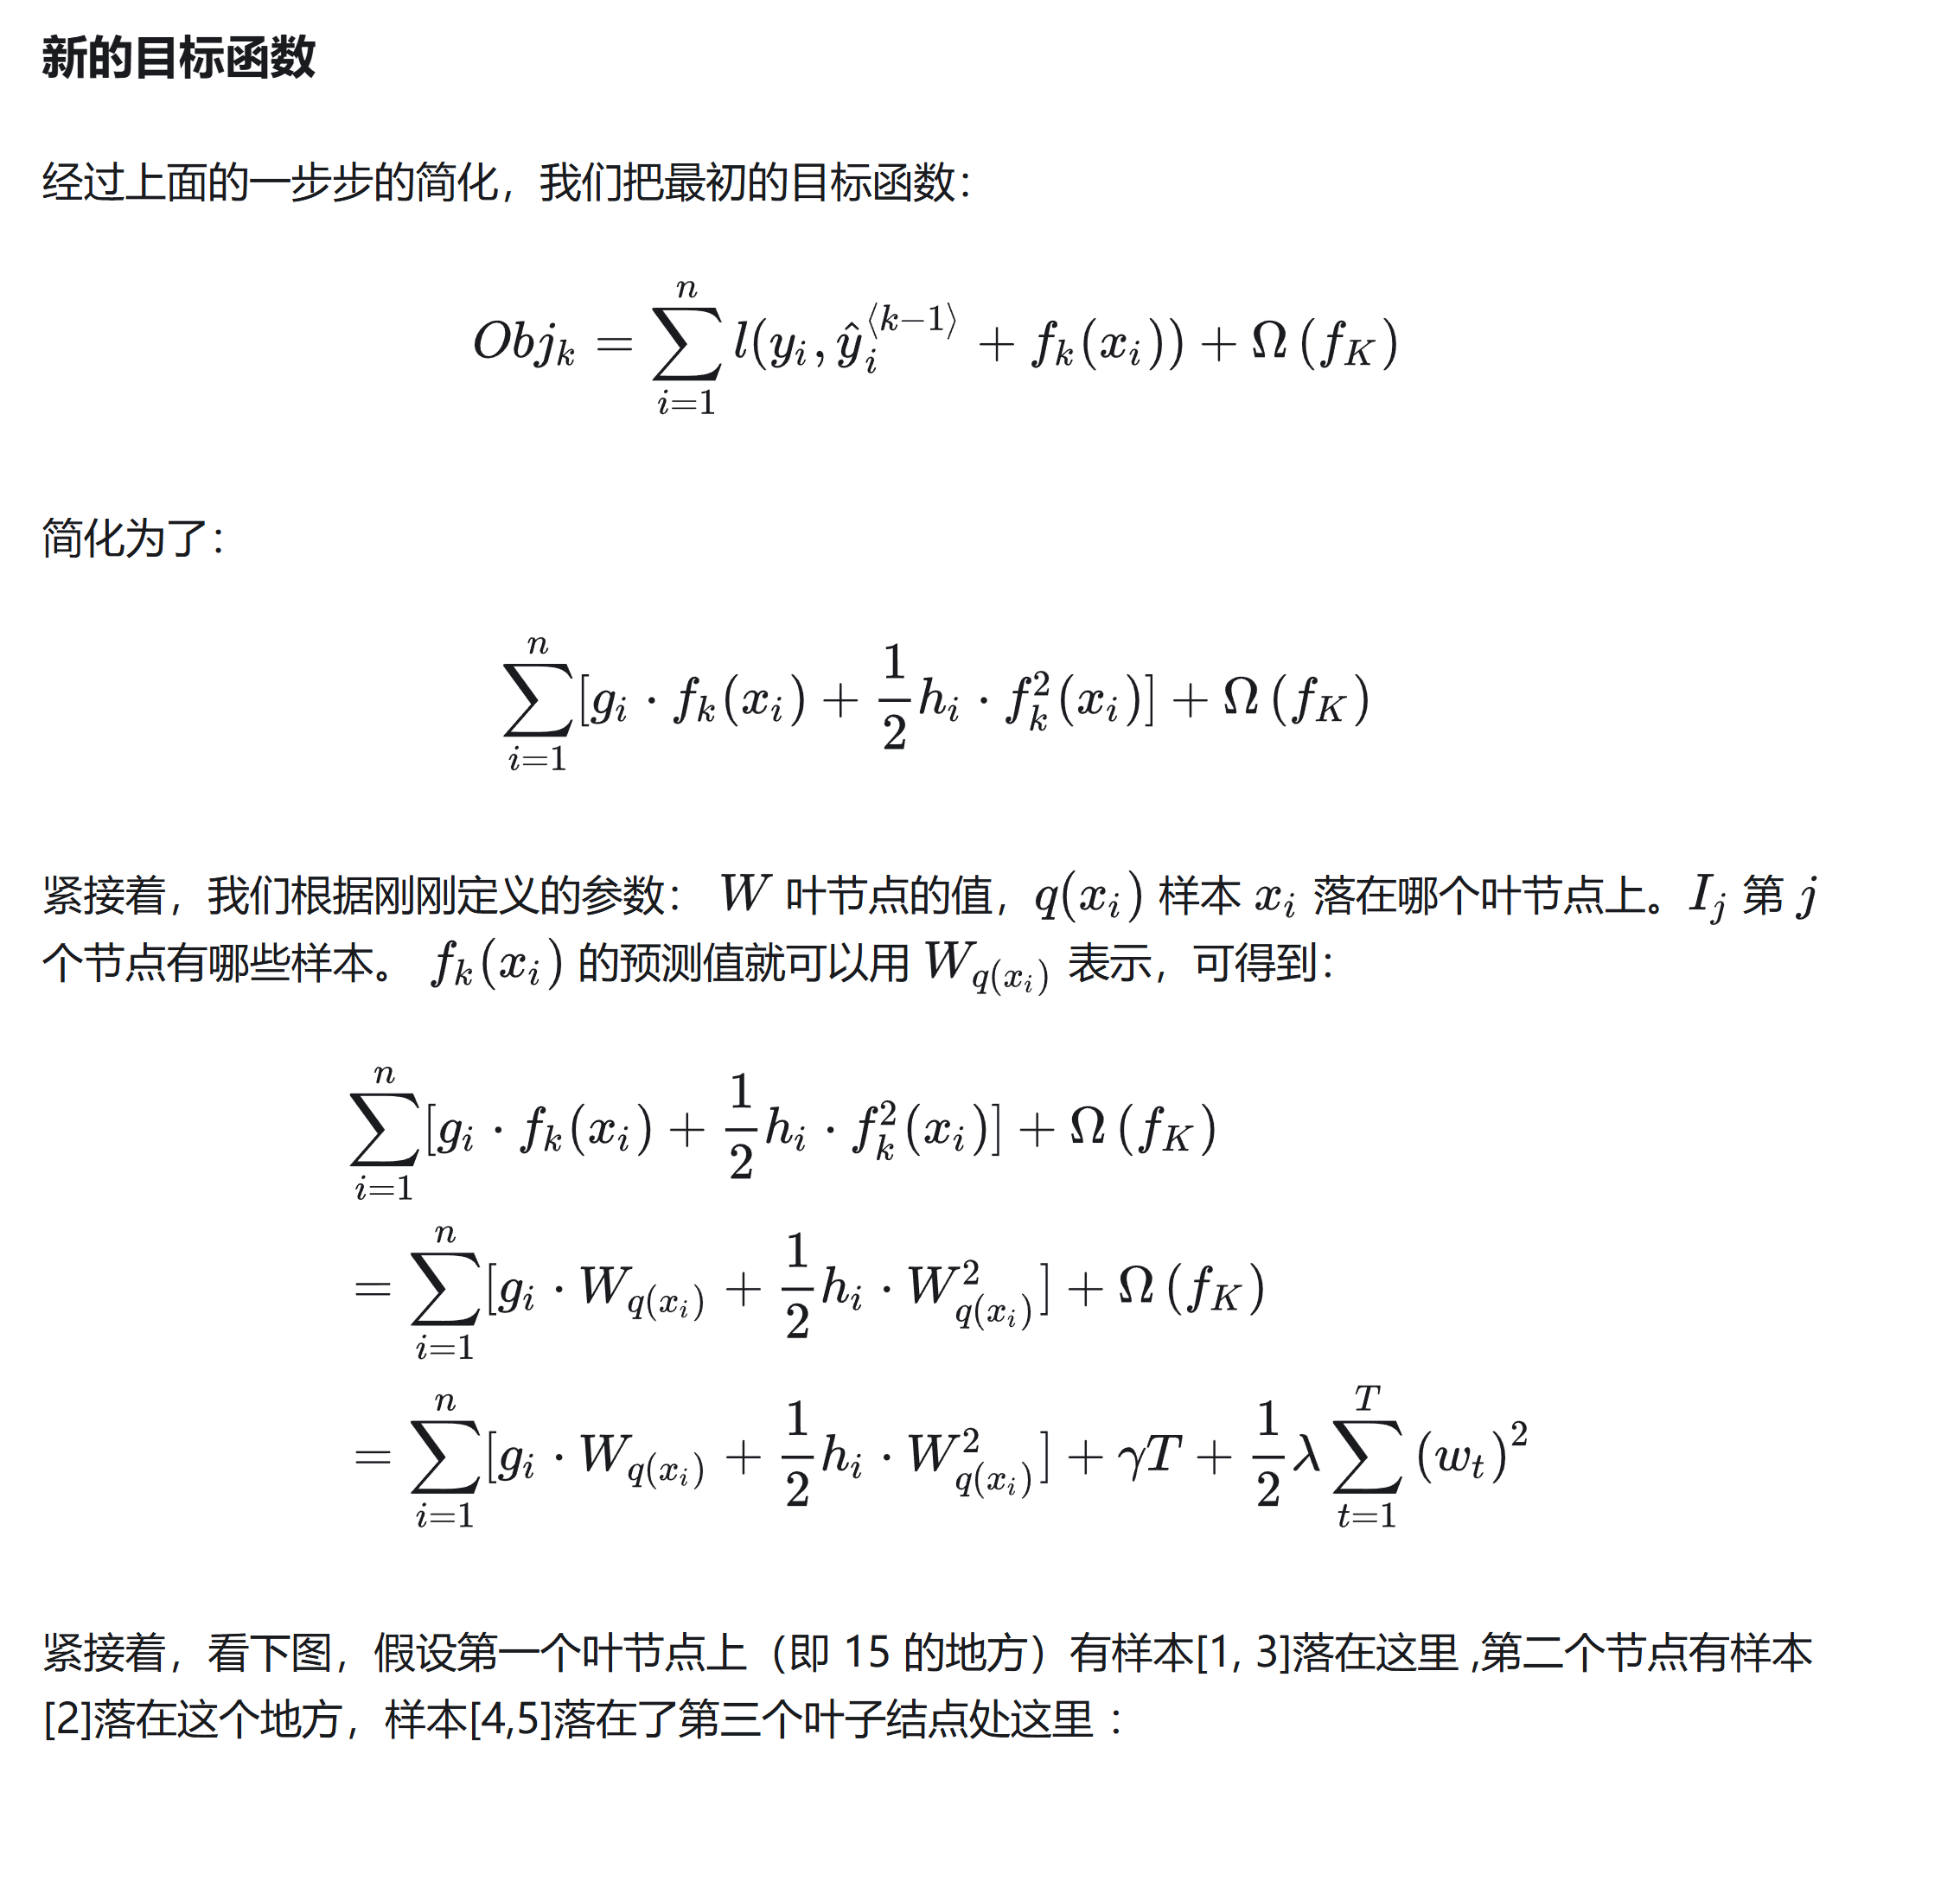 新的目标函数
经过上面的一步步的简化，我们把最初的目标函数：
$$Obj_k = \sum_{i=1}^{n} l(y_i, \hat{y}_i^{\langle k-1 \rangle} + f_k(x_i)) + \Omega(f_K)$$
简化为了：
$$\sum_{i=1}^{n} [g_i \cdot f_k(x_i) + \frac{1}{2} h_i \cdot f_k^2(x_i)] + \Omega(f_K)$$
紧接着，我们根据刚刚定义的参数： $W$ 叶节点的值，$q(x_i)$ 样本 $x_i$ 落在哪个叶节点上。$I_j$ 第 $j$
个节点有哪些样本。 $f_k(x_i)$ 的预测值就可以用 $W_{q(x_i)}$ 表示，可得到：
$$\sum_{i=1}^{n} [g_i \cdot f_k(x_i) + \frac{1}{2} h_i \cdot f_k^2(x_i)] + \Omega(f_K)$$
$$= \sum_{i=1}^{n} [g_i \cdot W_{q(x_i)} + \frac{1}{2} h_i \cdot W_{q(x_i)}^2] + \Omega(f_K)$$
$$= \sum_{i=1}^{n} [g_i \cdot W_{q(x_i)} + \frac{1}{2} h_i \cdot W_{q(x_i)}^2] + \gamma T + \frac{1}{2} \lambda \sum_{t=1}^{T} (w_t)^2$$
紧接着，看下图，假设第一个叶节点上（即 15 的地方）有样本[1, 3]落在这里 ,第二个节点有样本
[2]落在这个地方，样本[4,5]落在了第三个叶子结点处这里 ：